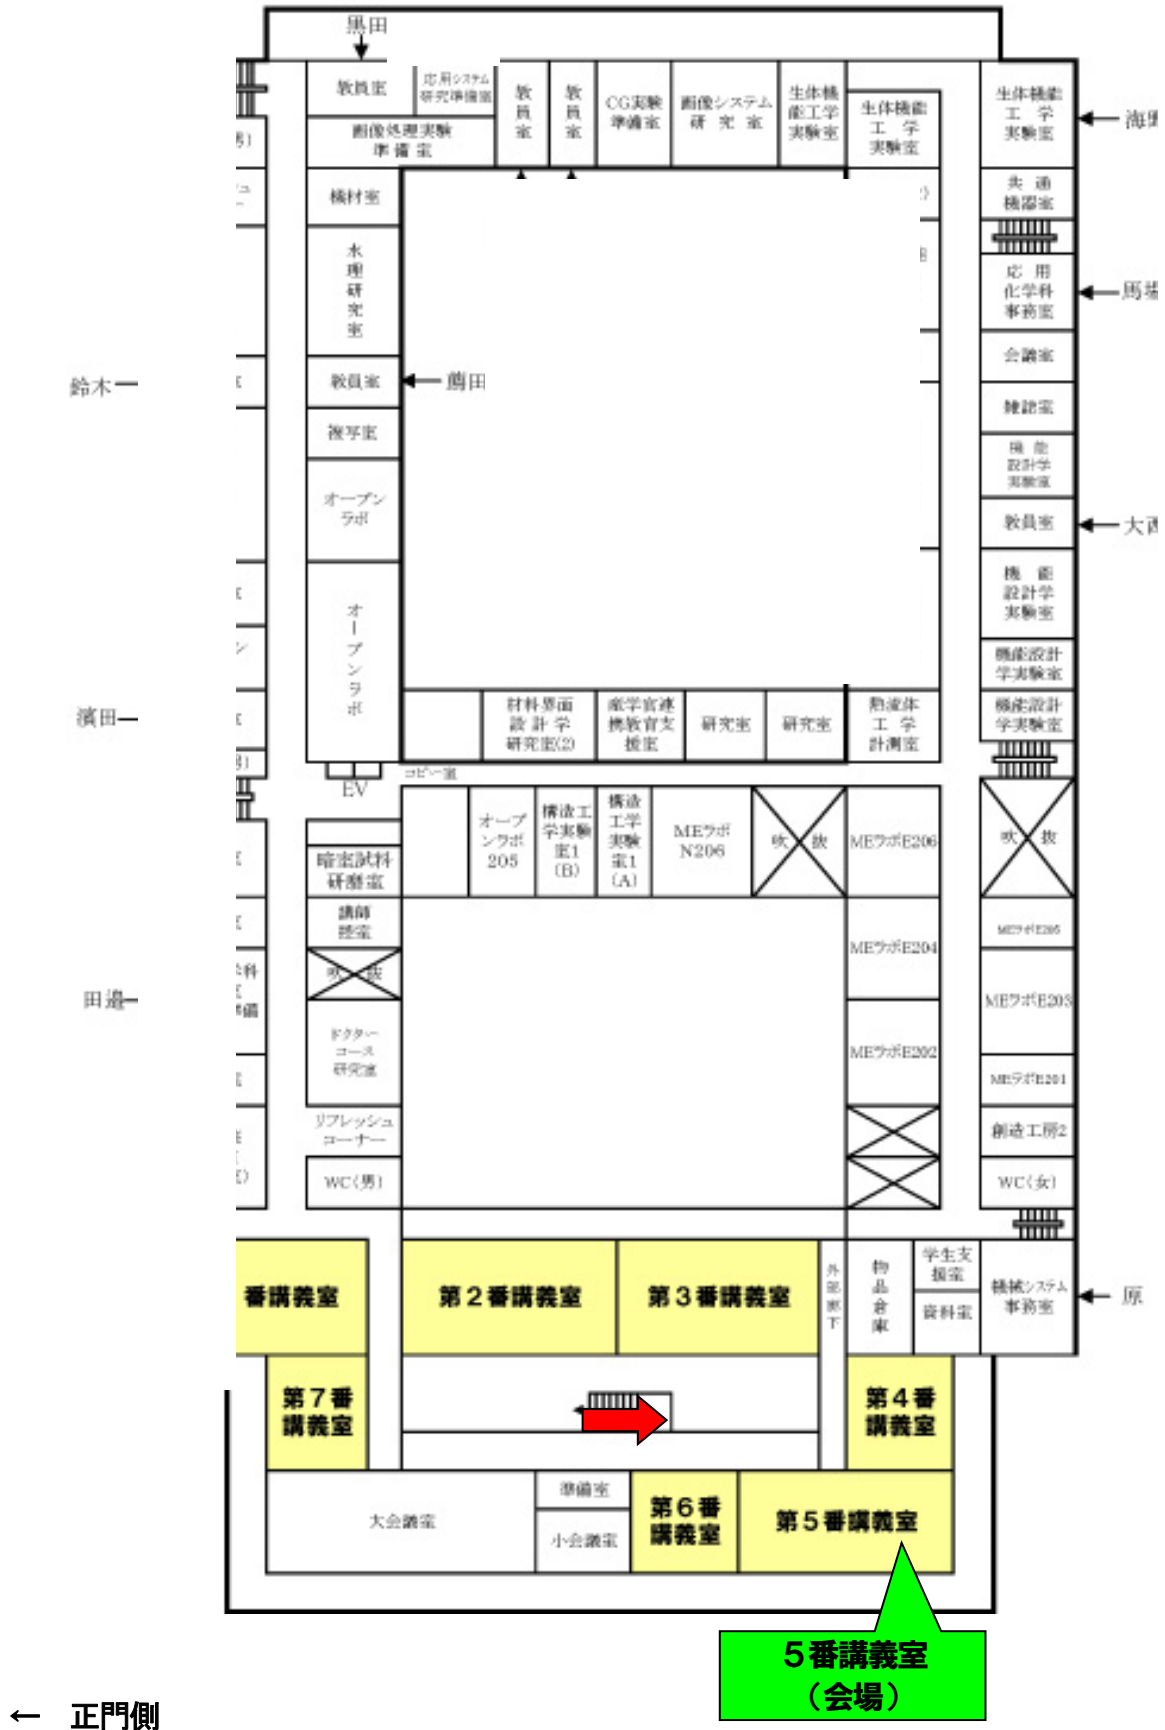 黒田
教員室
応用システム
研究準備室
教員室
教員室
CG実験
準備室
画像システム
研究室
生体機
能工学
実験室
生体機能
工学
実験室
生体機能
工学
実験室
画像処理実験
準備室
機材室
共通
機器室
水理研究室
応用
化学科
事務室
馬場
会議室
鈴木
教員室
薦田
雑誌室
複写室
機能
設計学
実験室
オープン
ラボ
教員室
大西
機能
設計学
実験室
オープンラボ
機能設計
学実験室
濱田
材料界面
設計学
研究室(2)
産学官連
携教育支
援室
研究室
研究室
熱流体
工学
計測室
機能設計
学実験室
コピー室
EV
オープ
ンラボ
205
構造工
学実験
室1
(B)
構造
工学
実験
室1
(A)
MEラボ
N206
吹抜
MEラボE206
吹抜
暗室試料
研磨室
講師
控室
MEラボE204
MEラボE205
吹抜
田邉
MEラボE203
ドクター
コース
研究室
MEラボE202
MEラボE201
リフレッシュ
コーナー
創造工房2
WC(男)
WC(女)
番講義室
第2番講義室
第3番講義室
外部廊下
物品倉庫
学生支
援室
資料室
機械システム
事務室
原
第7番
講義室
第4番
講義室
大会議室
準備室
小会議室
第6番
講義室
第5番講義室
5番講義室
(会場)
← 正門側